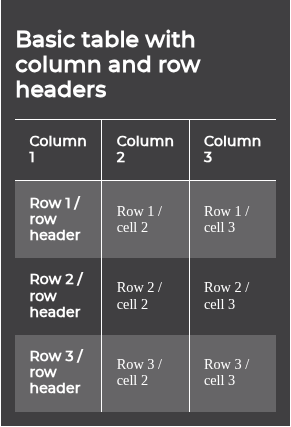 Basic table with
column and row
headers
Column
1
Column
2
Column
3
Row 1 /
row
header
Row 1 /
cell 2
Row 1 /
cell 3
Row 2 /
row
header
Row 2 /
cell 2
Row 2 /
cell 3
Row 3 /
row
header
Row 3 /
cell 2
Row 3 /
cell 3